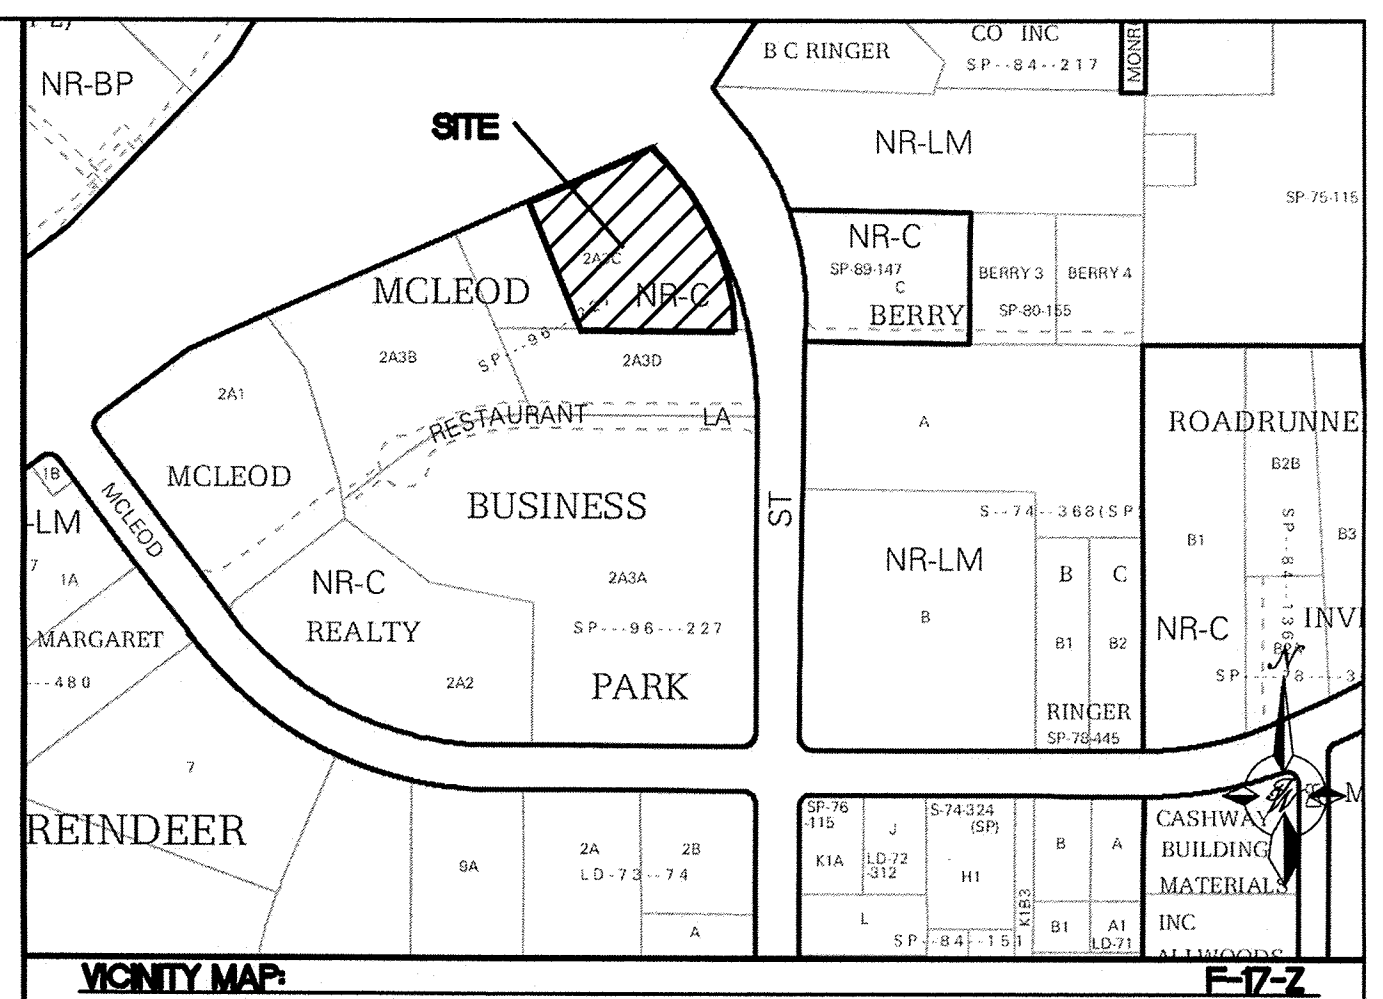 NR-BP
B C RINGER
CO INC
SP--84--217
SITE
NR-LM
SP-75-115
NR-C
SP-89-147
C
BERRY
BERRY 3
BERRY 4
SP-80-155
NR-C
MCLEOD
2A3B
2A3D
2A1
RESTAURANT
LA
A
ROADRUNNE
B2B
1B
MCLEOD
MCLEOD
BUSINESS
ST
S--74--368(SP
SP--84--136
B1
B3
-LM
7
1A
NR-C
2A3A
NR-LM
B
C
REALTY
SP---96---227
B
NR-C
INVI
MARGARET
B1
B2
---480
2A2
PARK
RINGER
SP-78-445
N
7
REINDEER
9A
2A
2B
LD-73--74
A
SP-76
-115
K1A
J
LD-72
-312
S-74-324
(SP)
H1
K1B3
B
A
L
SP--84--151
B1
A1
LD-71
CASHWAY
BUILDING
MATERIALS
INC
ALLWOODS
M
VICINITY MAP:
F-17-Z